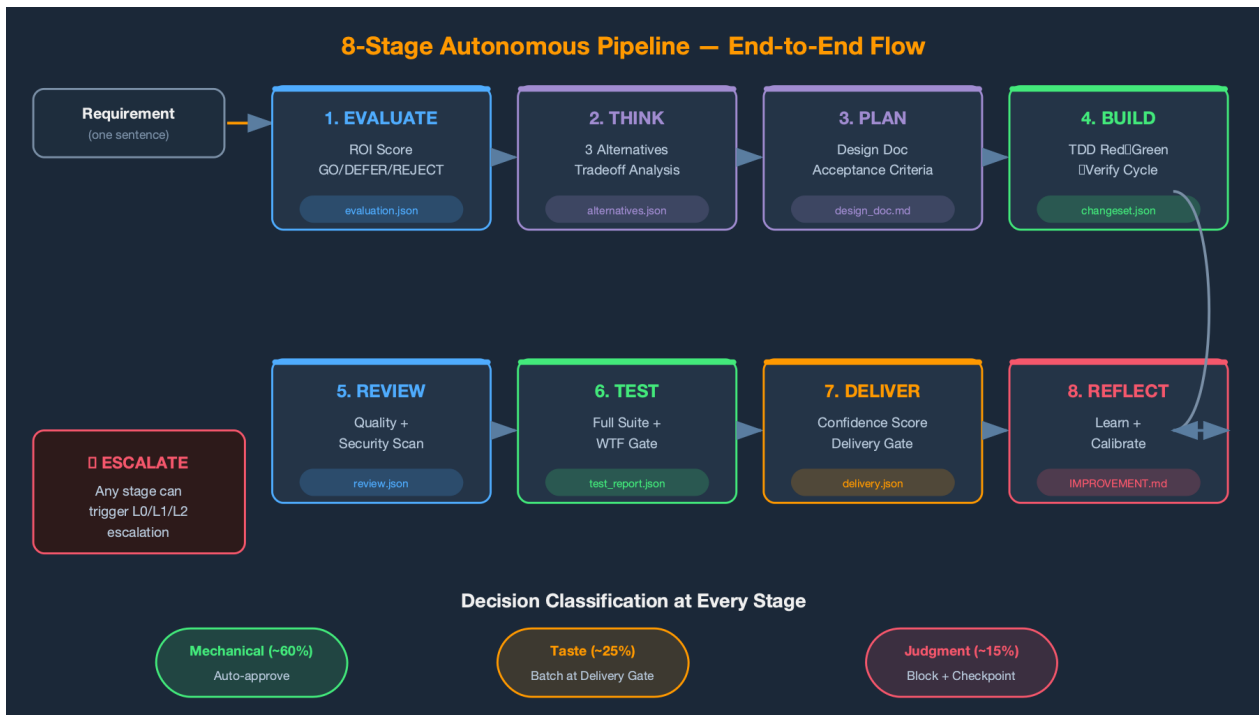 8-Stage Autonomous Pipeline — End-to-End Flow
Requirement
(one sentence)
1. EVALUATE
ROI Score
GO/DEFER/REJECT
evaluation.json
2. THINK
3 Alternatives
Tradeoff Analysis
alternatives.json
3. PLAN
Design Doc
Acceptance Criteria
design_doc.md
4. BUILD
TDD Red▯Green
▯Verify Cycle
changeset.json
5. REVIEW
Quality +
Security Scan
review.json
6. TEST
Full Suite +
WTF Gate
test_report.json
7. DELIVER
Confidence Score
Delivery Gate
delivery.json
8. REFLECT
Learn +
Calibrate
IMPROVEMENT.md
▯ ESCALATE
Any stage can
trigger L0/L1/L2
escalation
Decision Classification at Every Stage
Mechanical (~60%)
Auto-approve
Taste (~25%)
Batch at Delivery Gate
Judgment (~15%)
Block + Checkpoint